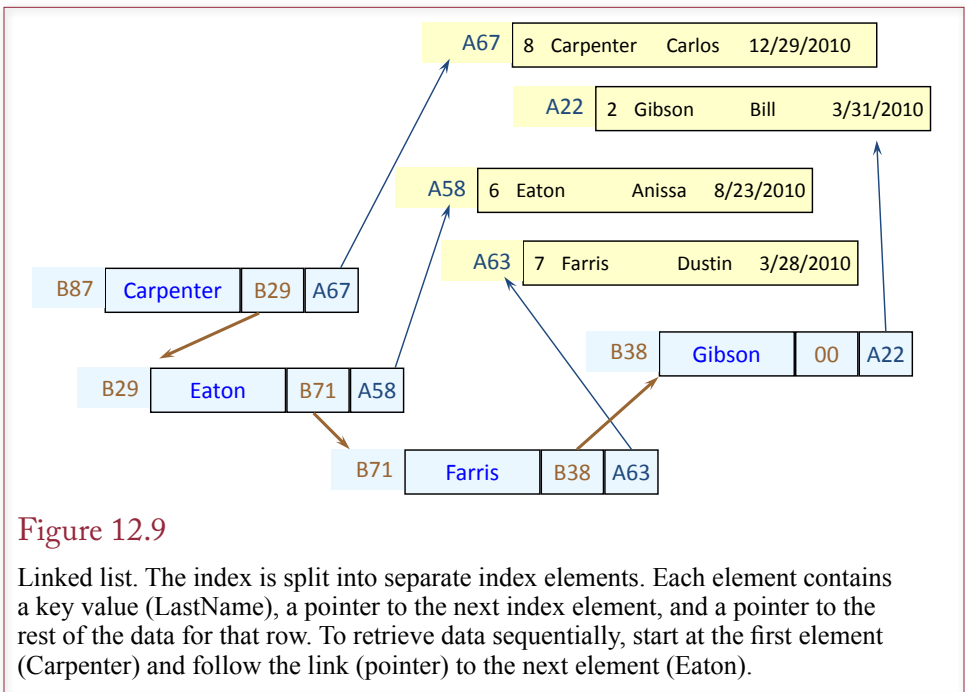 A67 8 Carpenter Carlos 12/29/2010
A22 2 Gibson Bill 3/31/2010
A58 6 Eaton Anissa 8/23/2010
A63 7 Farris Dustin 3/28/2010
B87 Carpenter B29 A67
B38 Gibson 00 A22
B29 Eaton B71 A58
B71 Farris B38 A63
Figure 12.9
Linked list. The index is split into separate index elements. Each element contains
a key value (LastName), a pointer to the next index element, and a pointer to the
rest of the data for that row. To retrieve data sequentially, start at the first element
(Carpenter) and follow the link (pointer) to the next element (Eaton).